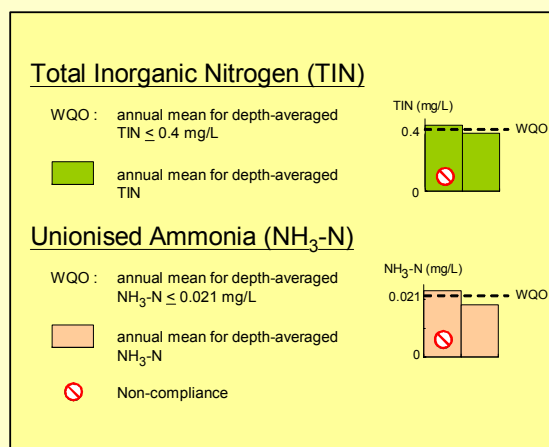 Total Inorganic Nitrogen (TIN)
WQO : annual mean for depth-averaged
TIN ≤ 0.4 mg/L
annual mean for depth-averaged
TIN
TIN (mg/L)
0.4
WQO
0
Unionised Ammonia (NH₃-N)
WQO : annual mean for depth-averaged
NH₃-N ≤ 0.021 mg/L
annual mean for depth-averaged
NH₃-N
Non-compliance
NH₃-N (mg/L)
0.021
WQO
0